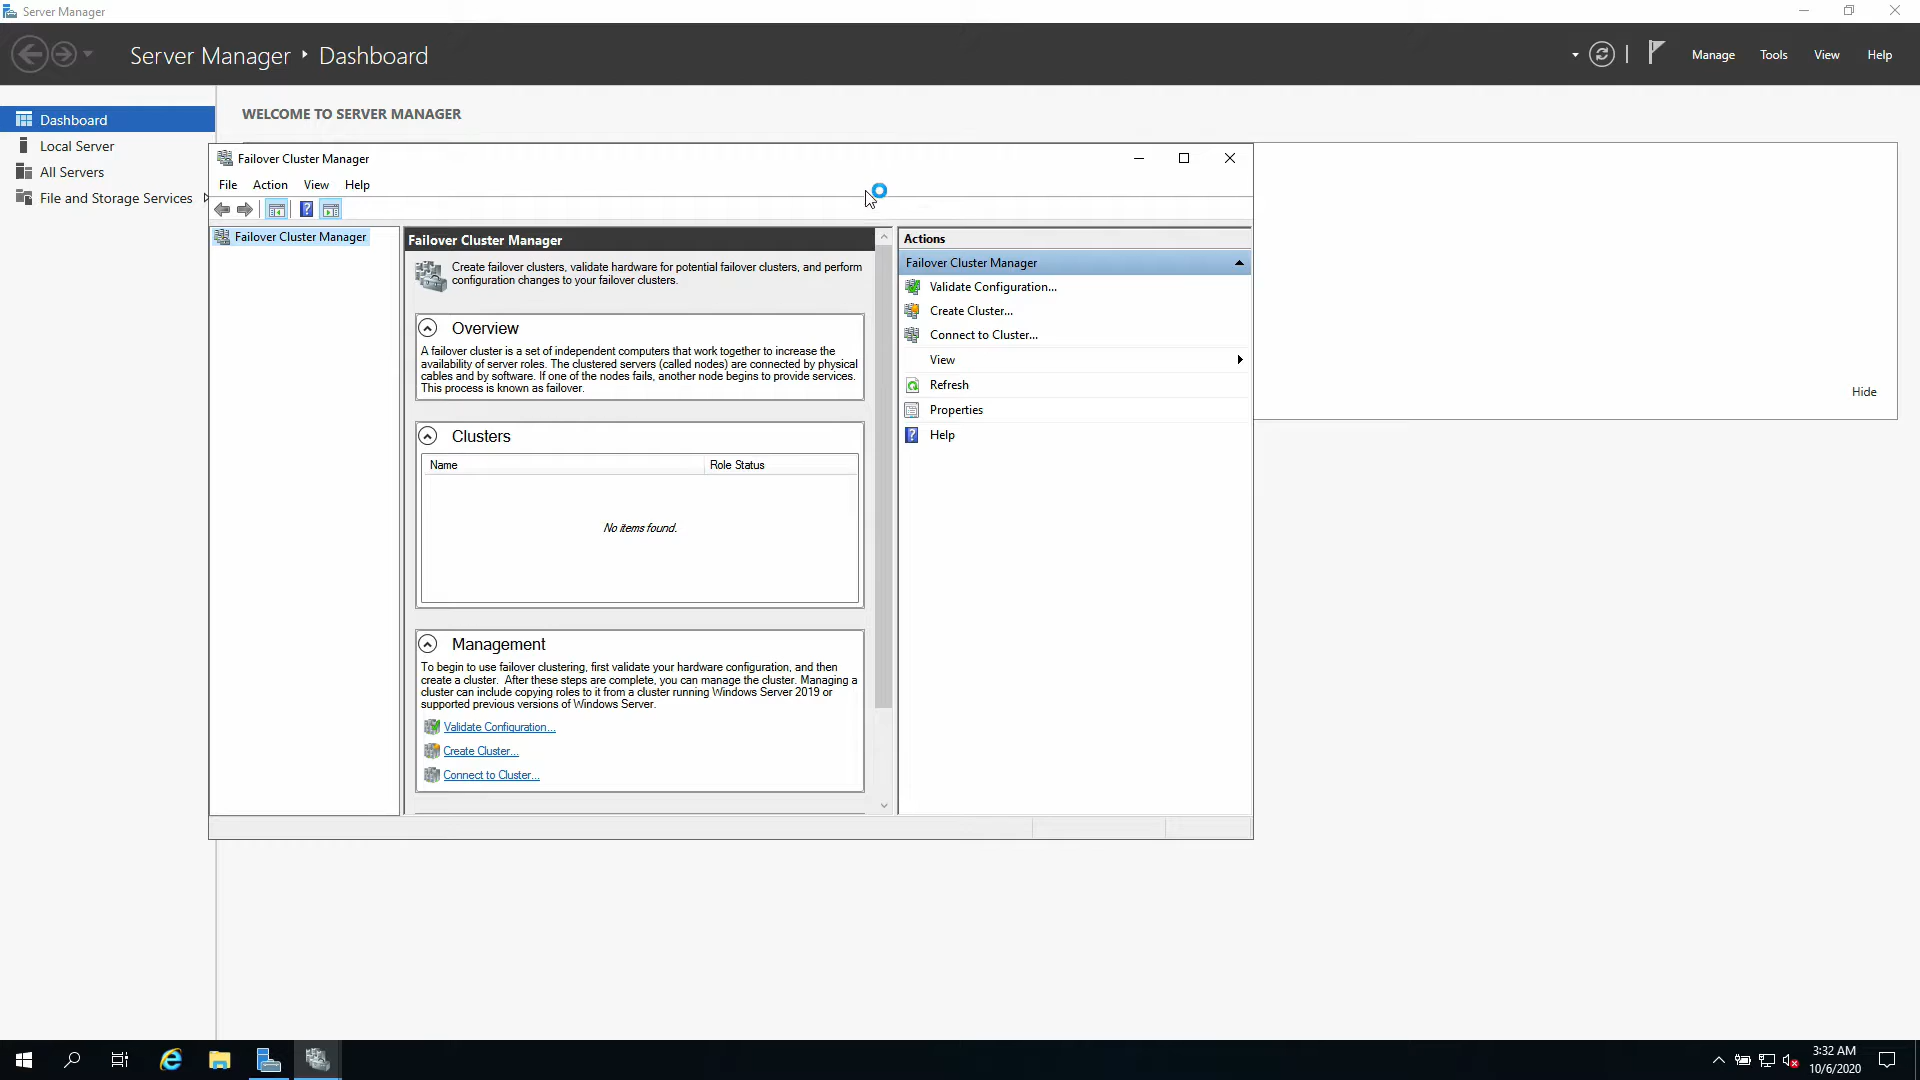 Server Manager
Server Manager ‣ Dashboard
Manage
Tools
View
Help
Dashboard
Local Server
All Servers
File and Storage Services
WELCOME TO SERVER MANAGER
Hide
Failover Cluster Manager
File
Action
View
Help
Failover Cluster Manager
Failover Cluster Manager
Create failover clusters, validate hardware for potential failover clusters, and perform
configuration changes to your failover clusters.
Overview
A failover cluster is a set of independent computers that work together to increase the
availability of server roles. The clustered servers (called nodes) are connected by physical
cables and by software. If one of the nodes fails, another node begins to provide services.
This process is known as failover.
Clusters
Name
Role Status
No items found.
Management
To begin to use failover clustering, first validate your hardware configuration, and then
create a cluster. After these steps are complete, you can manage the cluster. Managing a
cluster can include copying roles to it from a cluster running Windows Server 2019 or
supported previous versions of Windows Server.
Validate Configuration...
Create Cluster...
Connect to Cluster...
Actions
Failover Cluster Manager
Validate Configuration...
Create Cluster...
Connect to Cluster...
View
Refresh
Properties
Help
3:32 AM
10/6/2020